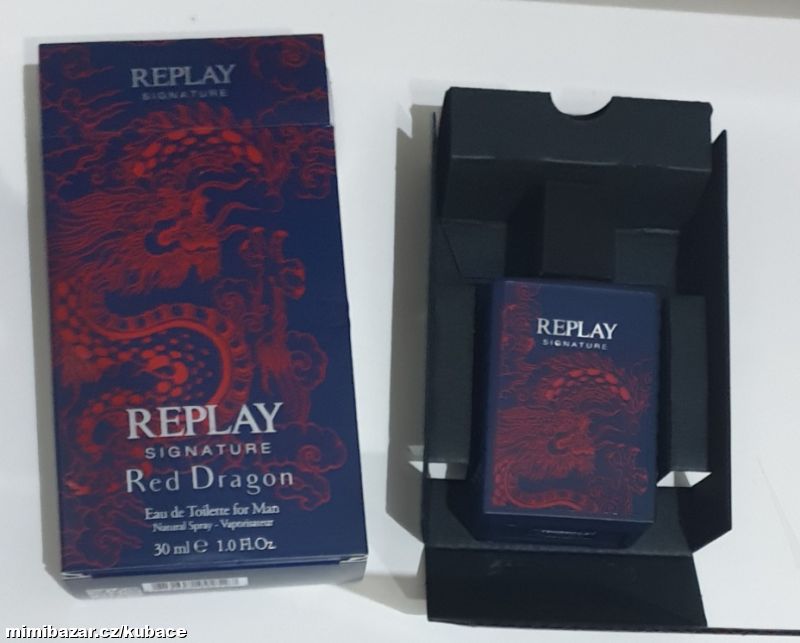 REPLAY
SIGNATURE
REPLAY
SIGNATURE
Red Dragon
Eau de Toilette for Man
Natural Spray - Vaporisateur
30 ml ℮ 1.0 Fl.Oz.
REPLAY
SIGNATURE
mimibazar.cz/kubace